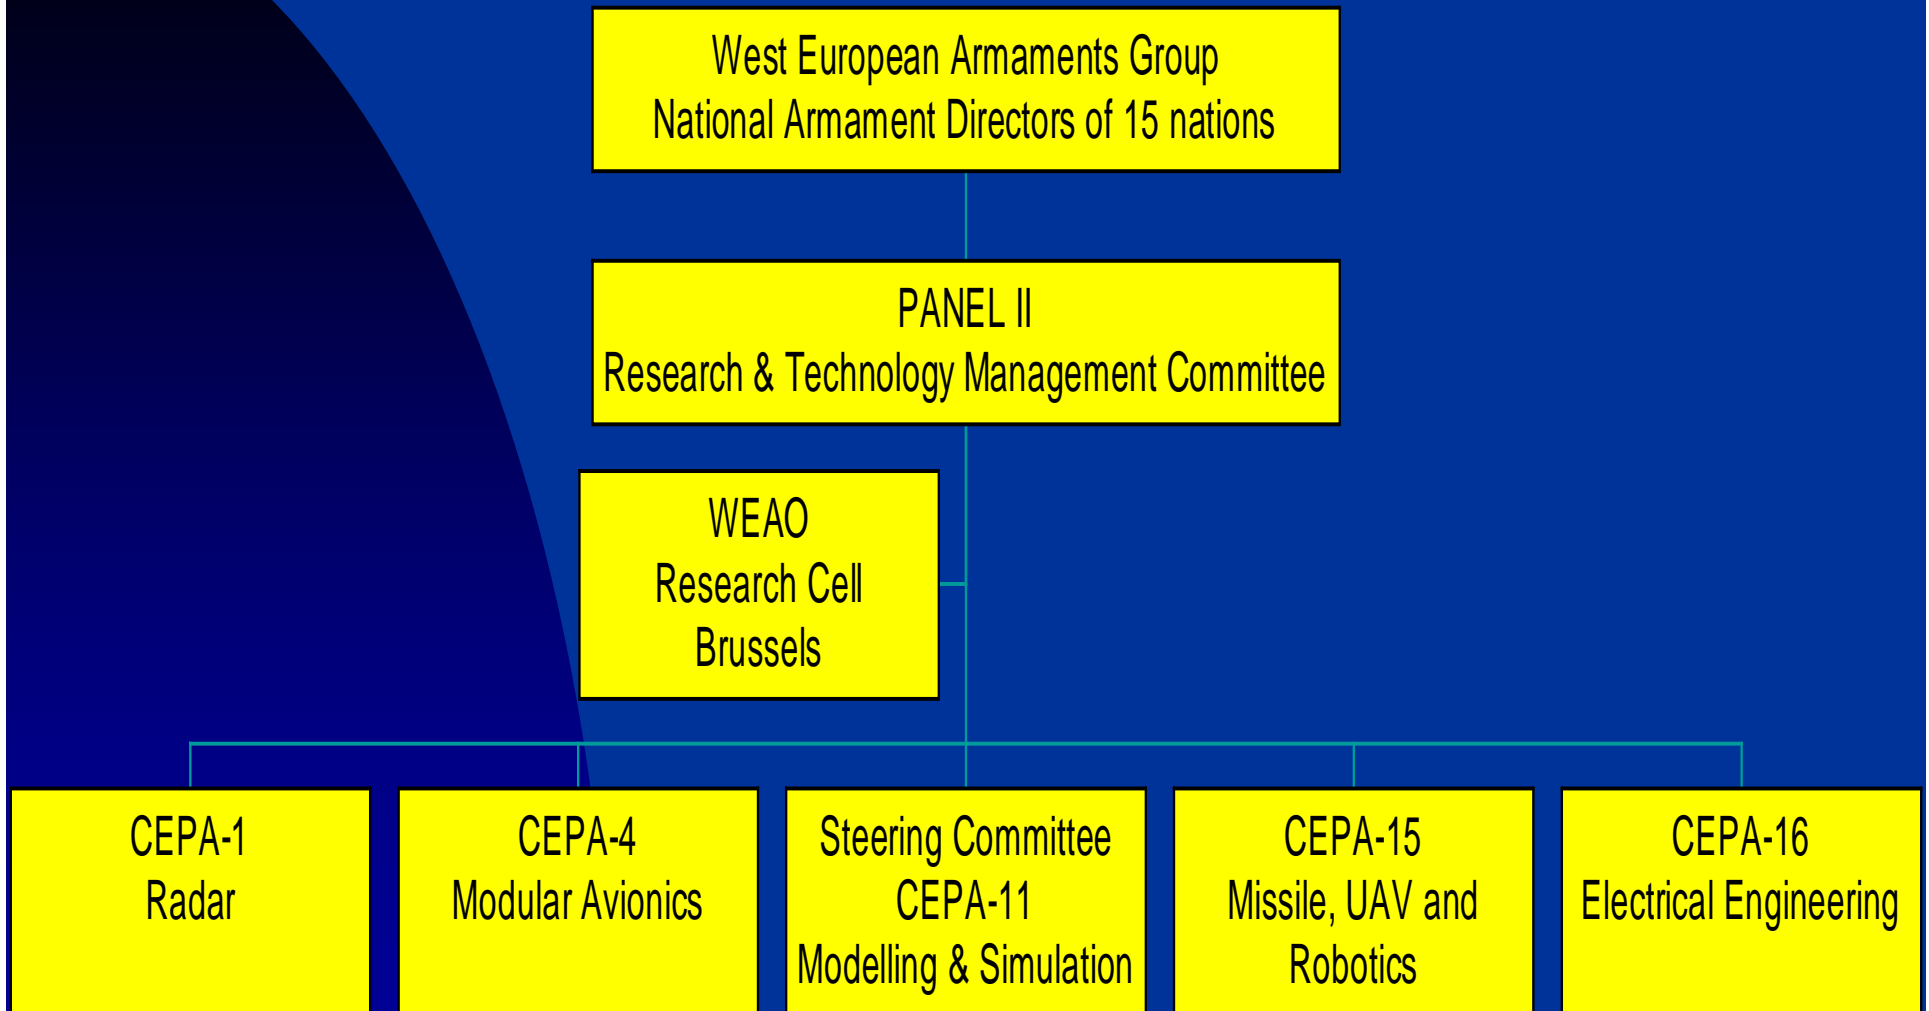 West European Armaments Group
National Armament Directors of 15 nations
PANEL II
Research & Technology Management Committee
WEAO
Research Cell
Brussels
CEPA-1
Radar
CEPA-4
Modular Avionics
Steering Committee
CEPA-11
Modelling & Simulation
CEPA-15
Missile, UAV and
Robotics
CEPA-16
Electrical Engineering